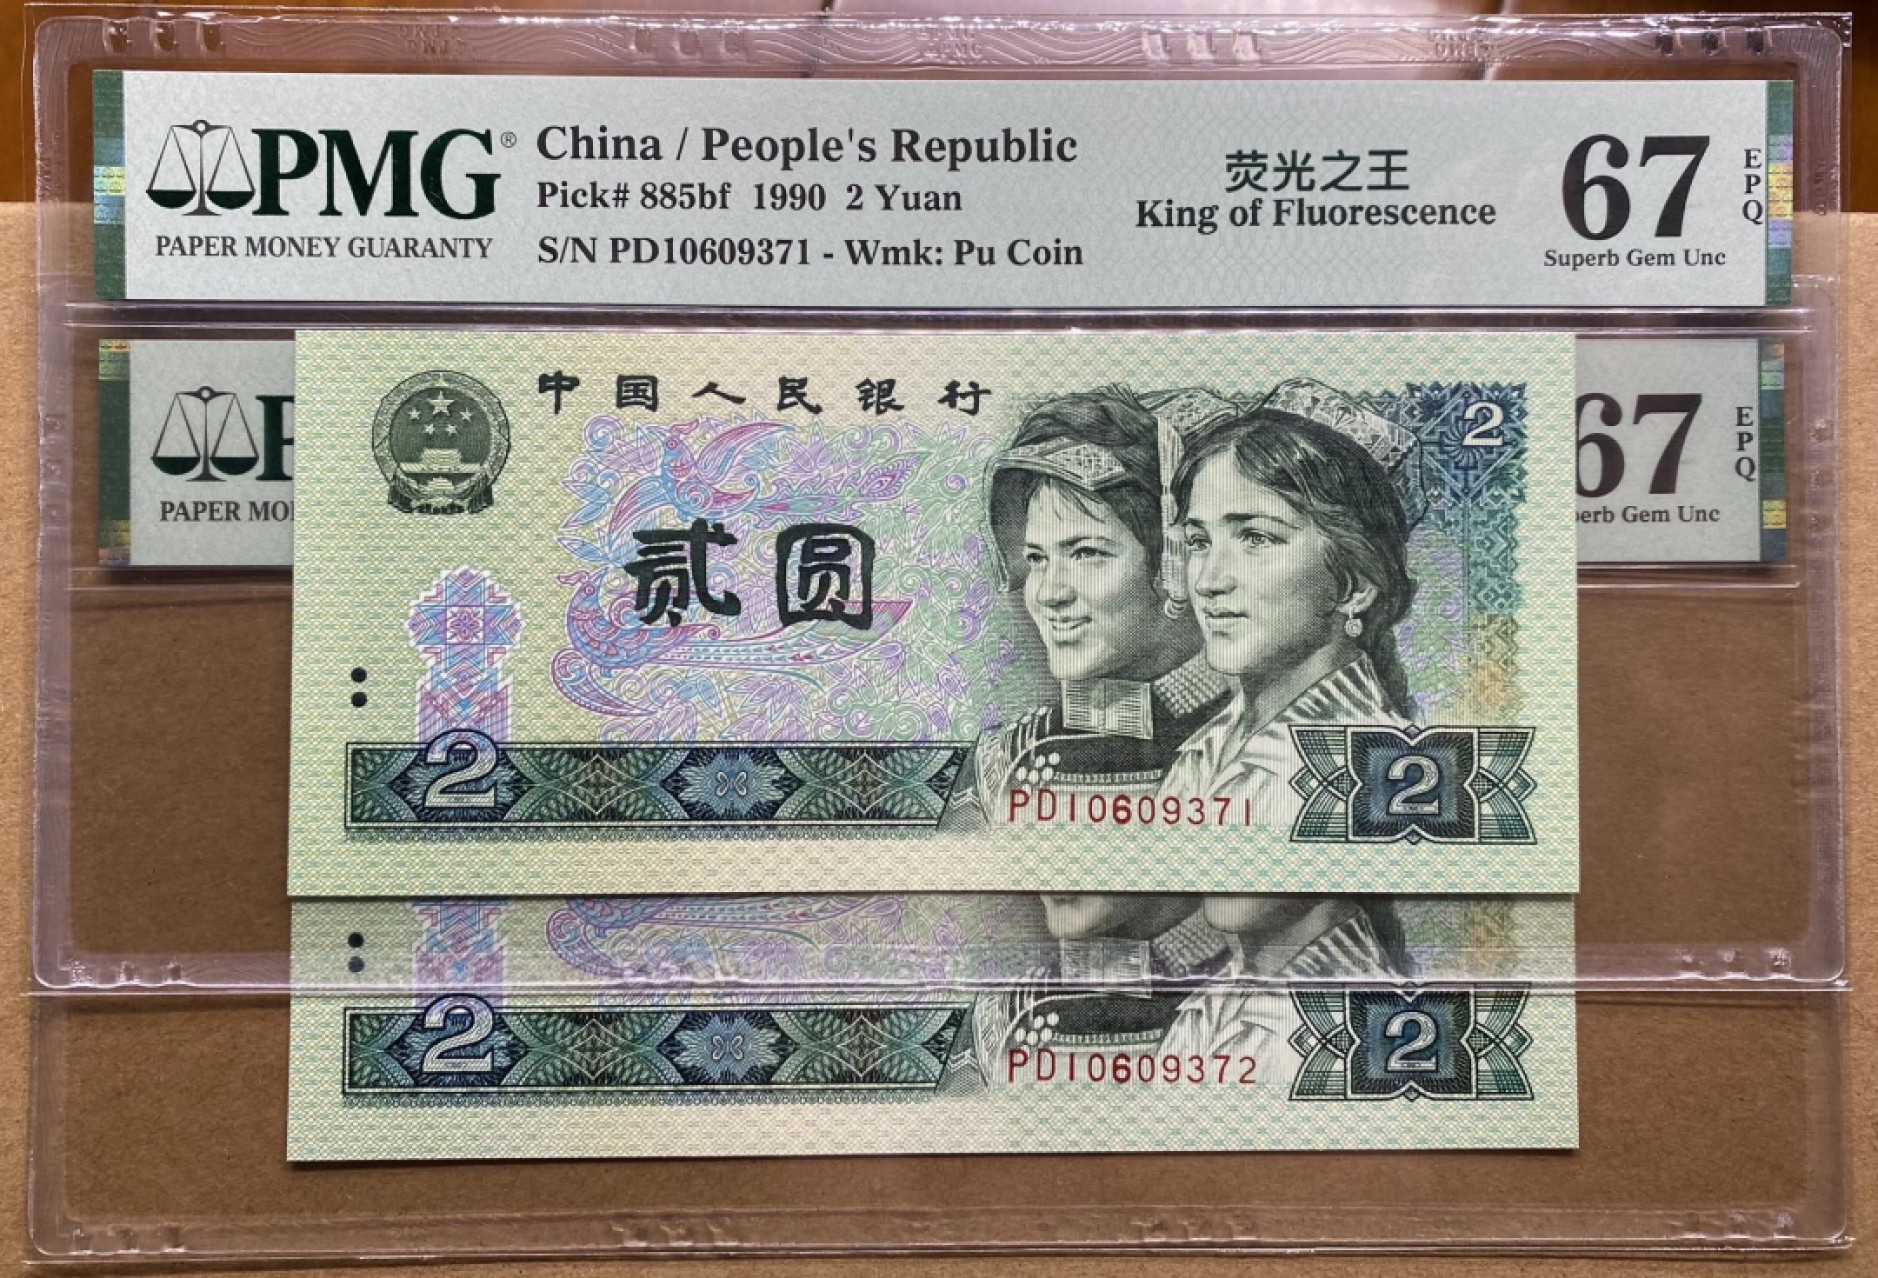 PMG®
PAPER MONEY GUARANTY
China / People's Republic
Pick# 885bf 1990 2 Yuan
S/N PD10609371 - Wmk: Pu Coin
荧光之王
King of Fluorescence
67
EPQ
Superb Gem Unc
中国人民银行
2
贰圆
2
PD10609371
2
67
EPQ
Gem Unc
PAPER
2
PD10609372
2